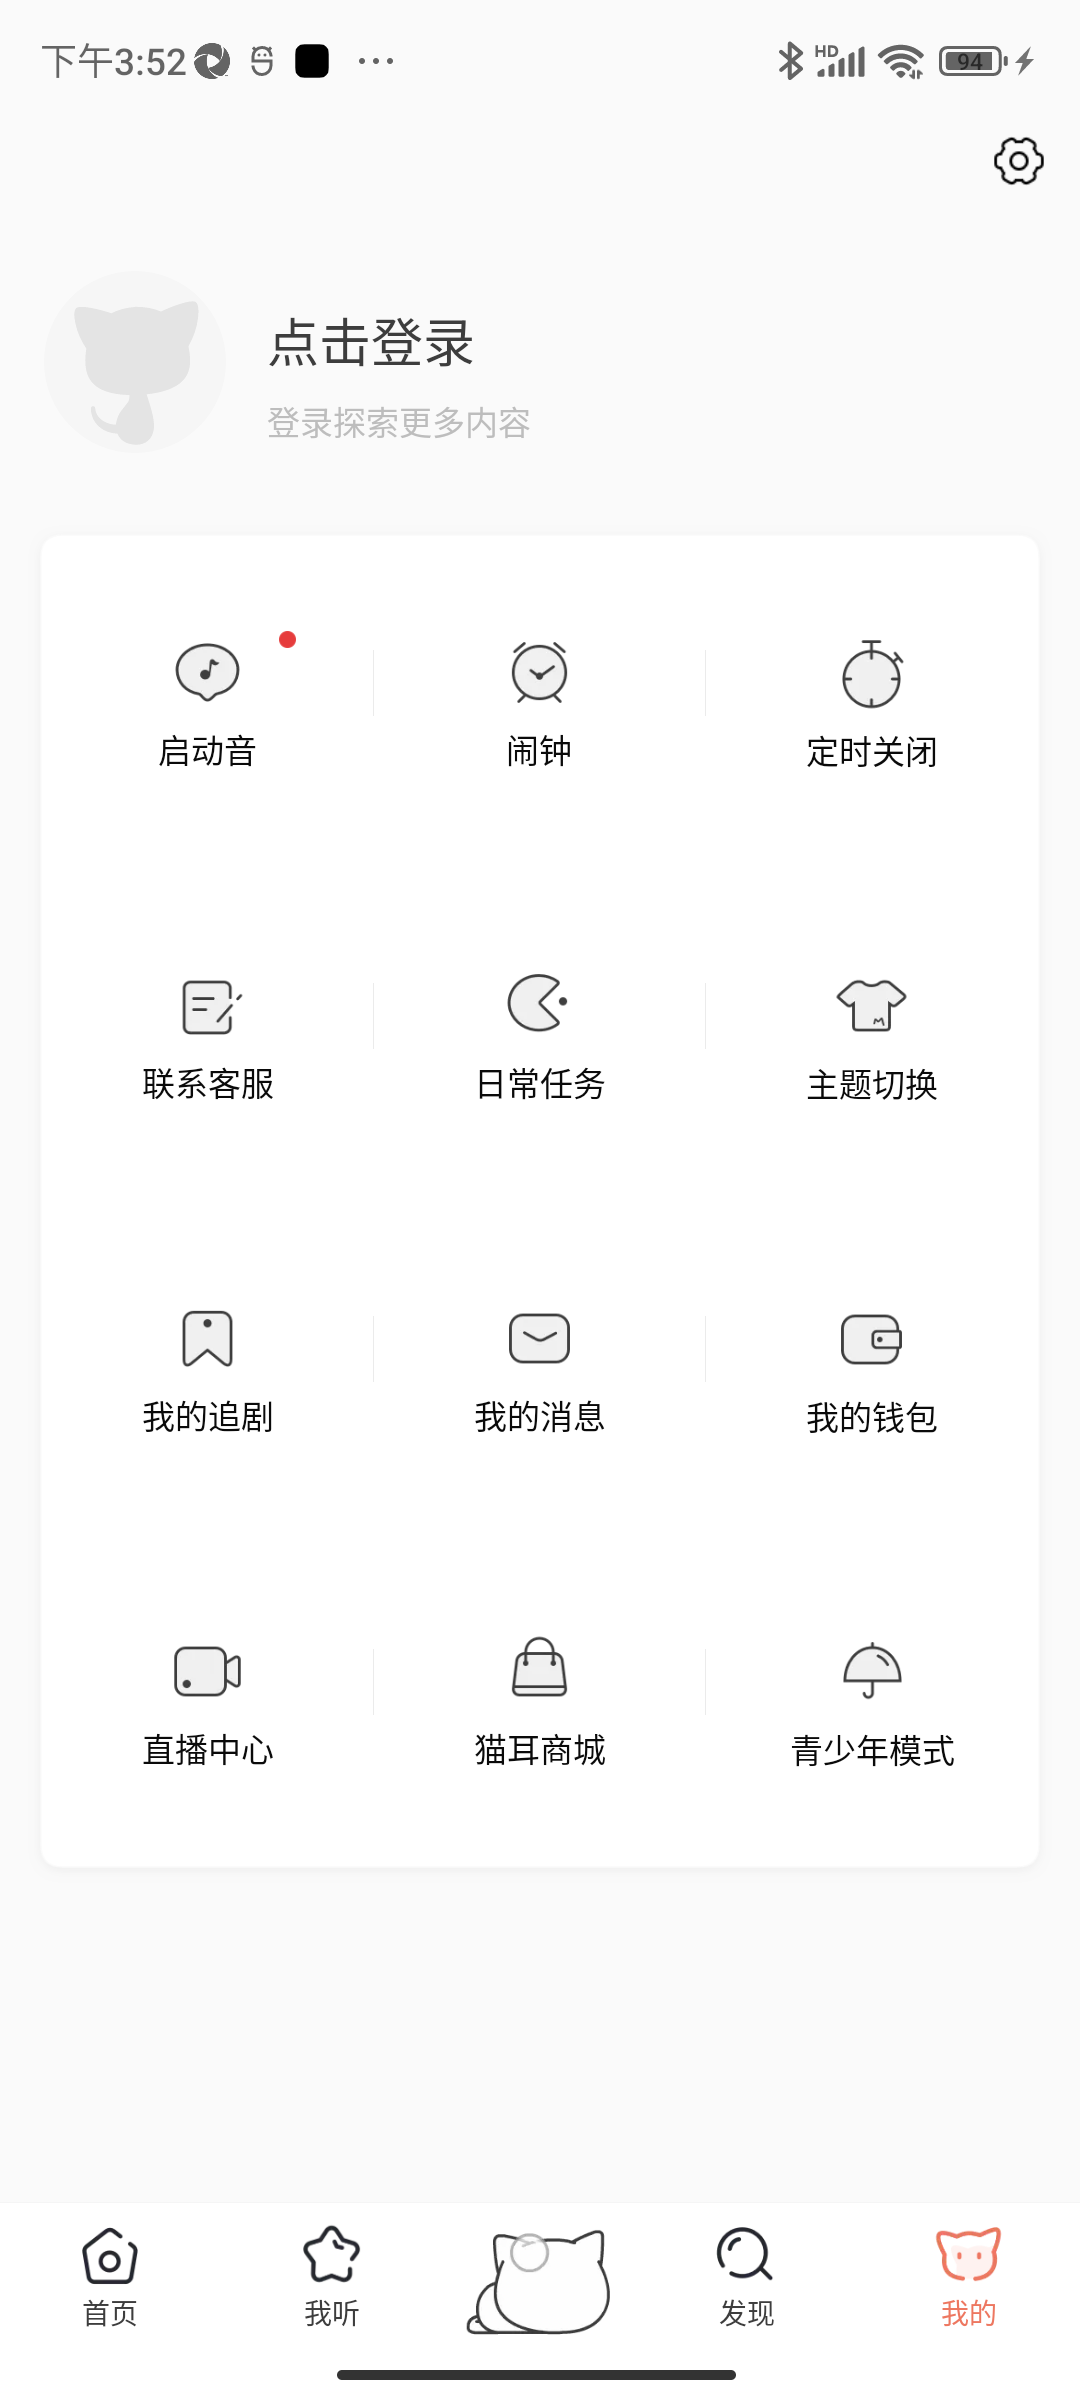 下午3:52 HD 94
点击登录
登录探索更多内容
启动音 闹钟 定时关闭
联系客服 日常任务 主题切换
我的追剧 我的消息 我的钱包
直播中心 猫耳商城 青少年模式
首页 我听 发现 我的